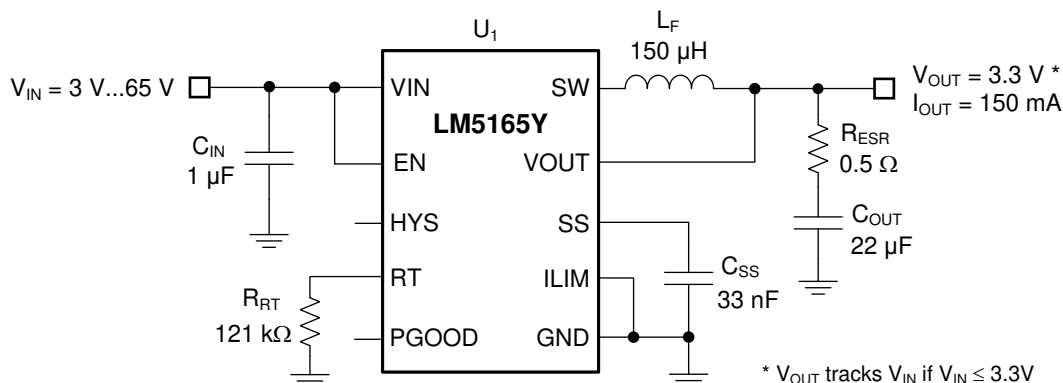 U1
LF
150 µH
VIN = 3 V...65 V
VIN
SW
VOUT = 3.3 V *
IOUT = 150 mA
LM5165Y
CIN
1 µF
EN
VOUT
RESR
0.5 Ω
HYS
SS
COUT
22 µF
RT
ILIM
CSS
33 nF
RRT
121 kΩ
PGOOD
GND
* VOUT tracks VIN if VIN ≤ 3.3V